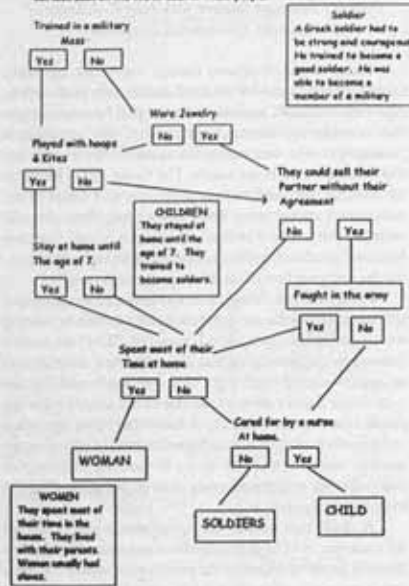 Trained in a military
Mess
Yes
No
Soldier
A Greek soldier had to
be strong and courageous
He trained to become a
good soldier. He was
able to become a
member of a military
Wore Jewelry
No
Yes
Played with hoops
& Kites
Yes
No
They could sell their
Partner without their
Agreement
No
Yes
CHILDREN
They stayed at
home until the
age of 7. They
trained to
become soldiers.
Stay at home until
The age of 7.
Yes
No
Fought in the army
Yes
No
Spent most of their
Time at home
Yes
No
Cared for by a nurse
At home.
No
Yes
WOMAN
SOLDIERS
CHILD
WOMEN
They spent most of
their time in the
house. They lived
with their parents.
Women usually had
slaves.